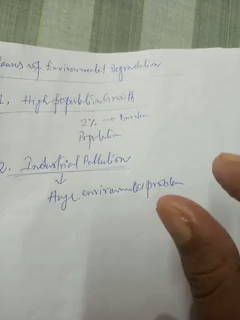 of Environmental Degradation
1. High population Growth
2% Burden
Population
2. Industrial Pollution
Huge environmental problem